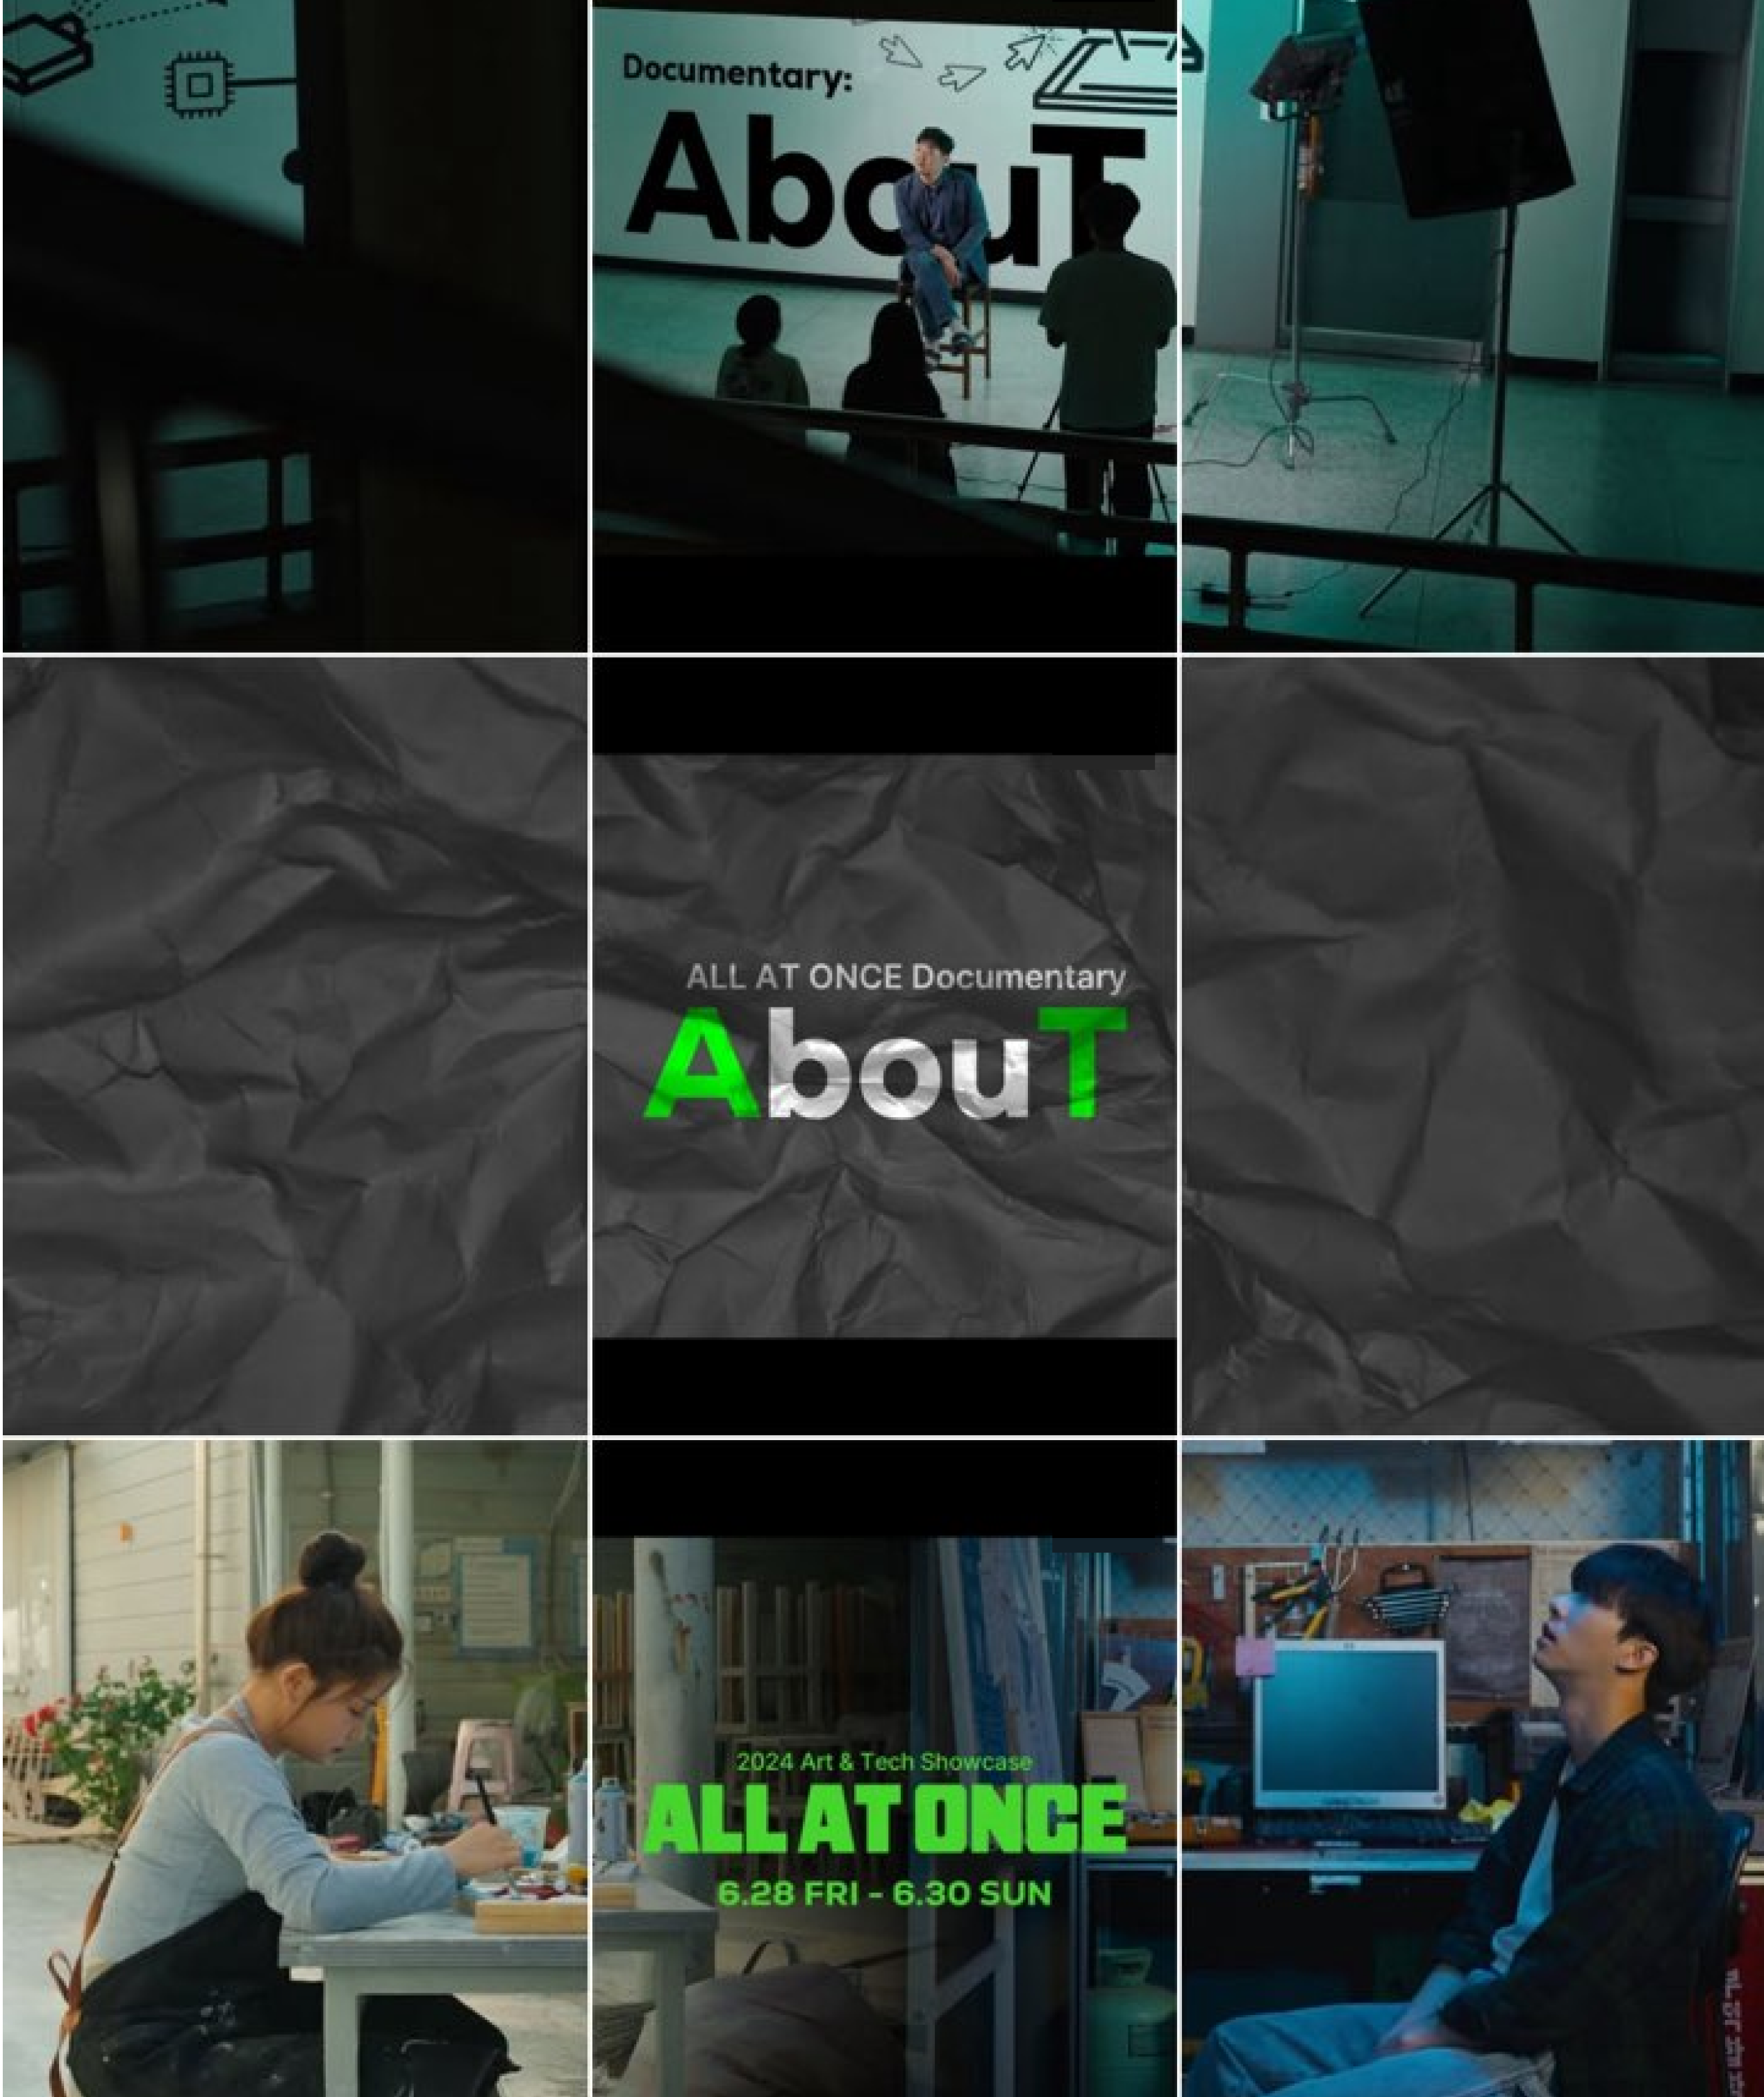 Documentary:
AbouT
ALL AT ONCE Documentary
AbouT
2024 Art & Tech Showcase
ALL AT ONCE
6.28 FRI - 6.30 SUN